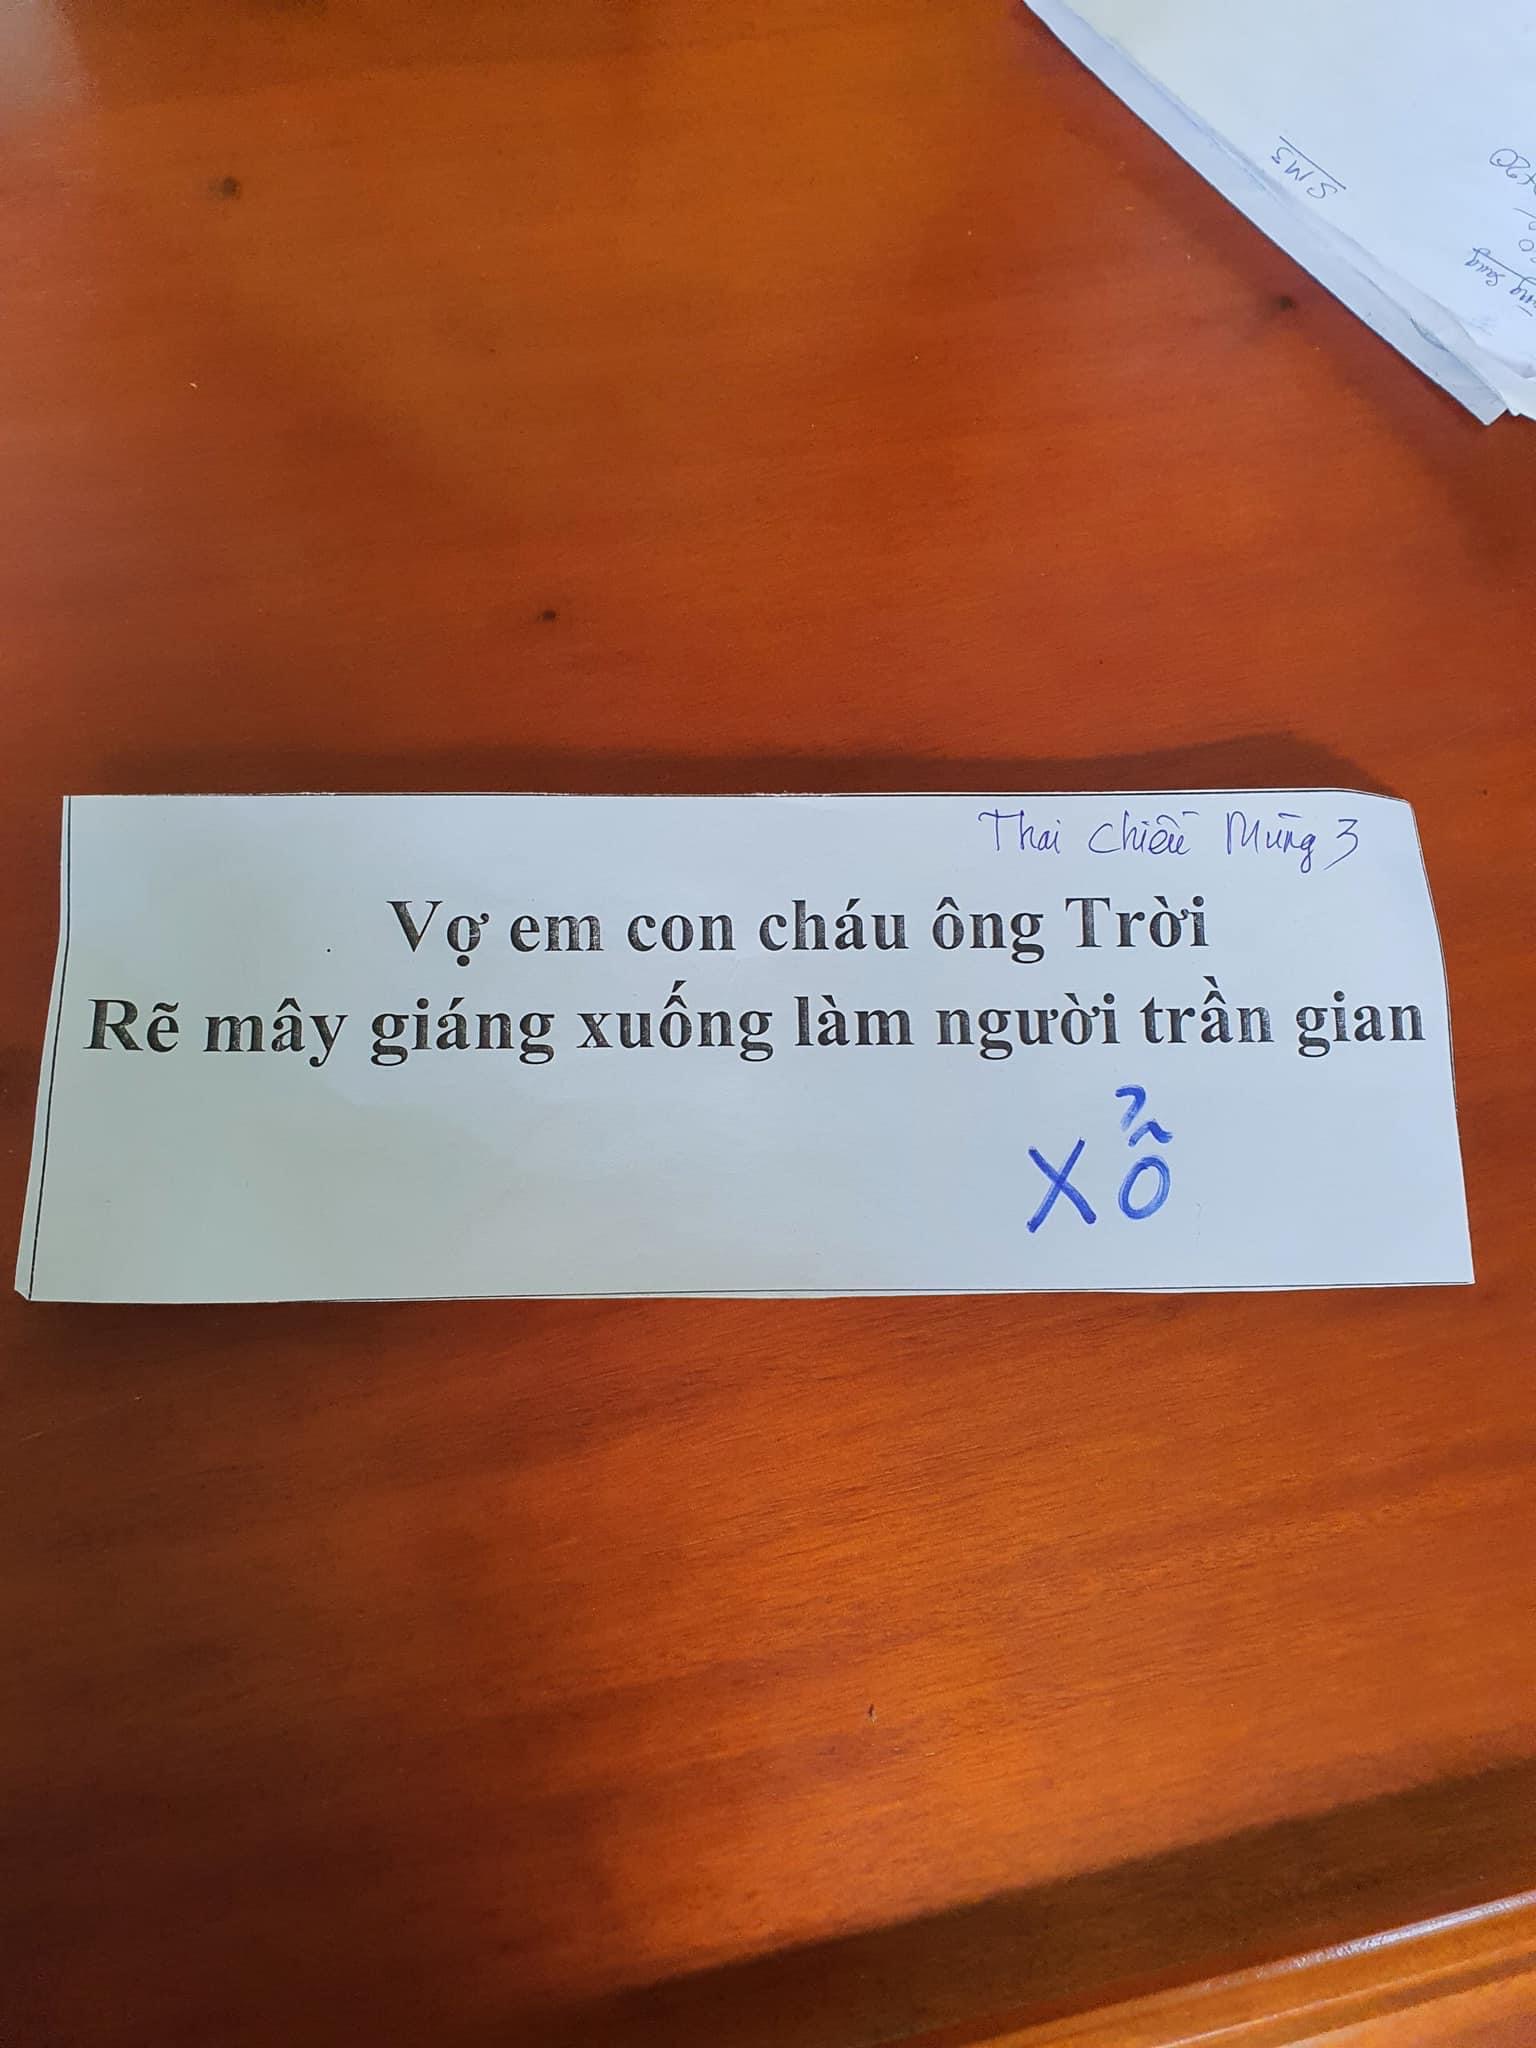 Thai chiều Mùng 3
Vợ em con cháu ông Trời
Rẽ mây giáng xuống làm người trần gian
XỔ
SM3